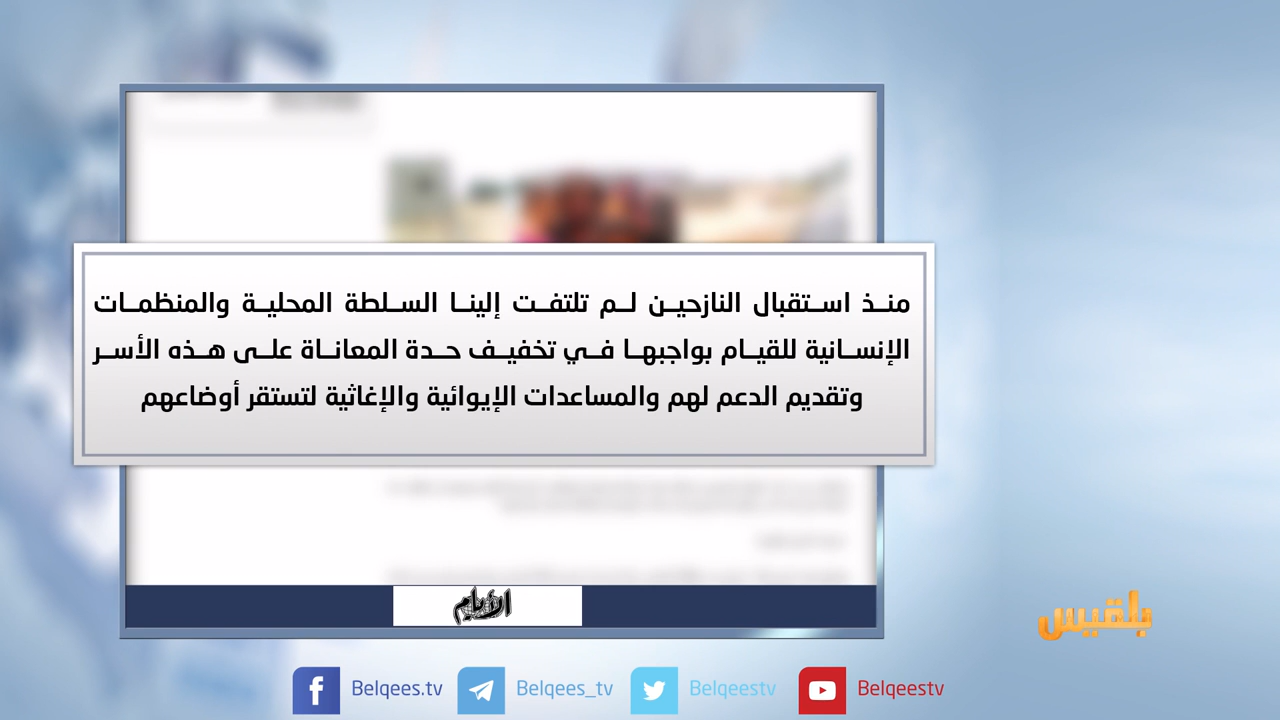 منذ استقبال النازحين لم تلتفت إلينا السلطة المحلية والمنظمات
الإنسانية للقيام بواجبها في تخفيف حدة المعاناة على هذه الأسر
وتقديم الدعم لهم والمساعدات الإيوائية والإغاثية لتستقر أوضاعهم
الأيام
بلقيس
Belqees.tv
Belqees_tv
Belqeestv
Belqeestv